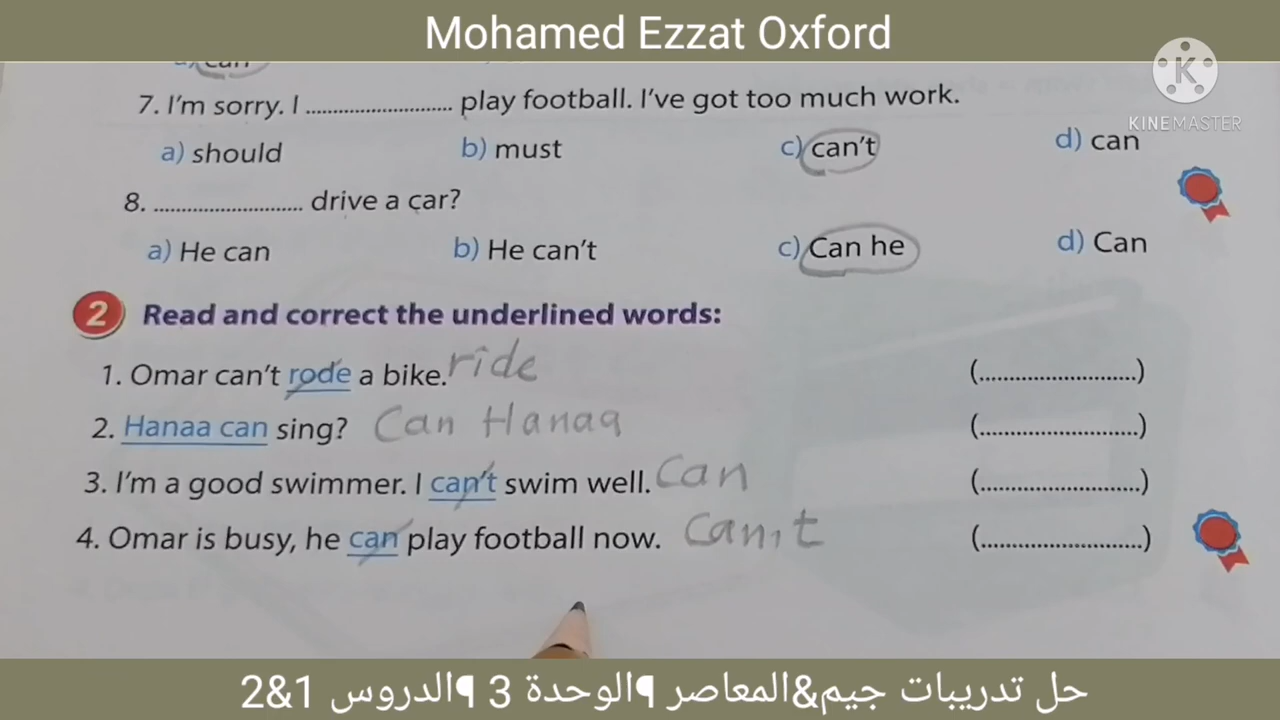 Mohamed Ezzat Oxford
KINEMASTER
7. I'm sorry. I ........................... play football. I've got too much work.
a) should b) must c) can't d) can
8. ........................... drive a car?
a) He can b) He can't c) Can he d) Can
2 Read and correct the underlined words:
1. Omar can't rode a bike. ride (...........................)
2. Hanaa can sing? Can Hanaa (...........................)
3. I'm a good swimmer. I can't swim well. Can (...........................)
4. Omar is busy, he can play football now. Can't (...........................)
حل تدريبات جيم&المعاصر ¶الوحدة 3 ¶الدروس 1&2